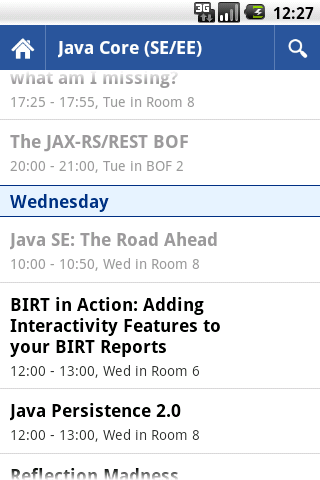 3G
12:27
Java Core (SE/EE)
what am I missing?
17:25 - 17:55, Tue in Room 8
The JAX-RS/REST BOF
20:00 - 21:00, Tue in BOF 2
Wednesday
Java SE: The Road Ahead
10:00 - 10:50, Wed in Room 8
BIRT in Action: Adding
Interactivity Features to
your BIRT Reports
12:00 - 13:00, Wed in Room 6
Java Persistence 2.0
12:00 - 13:00, Wed in Room 8
Reflection Madness